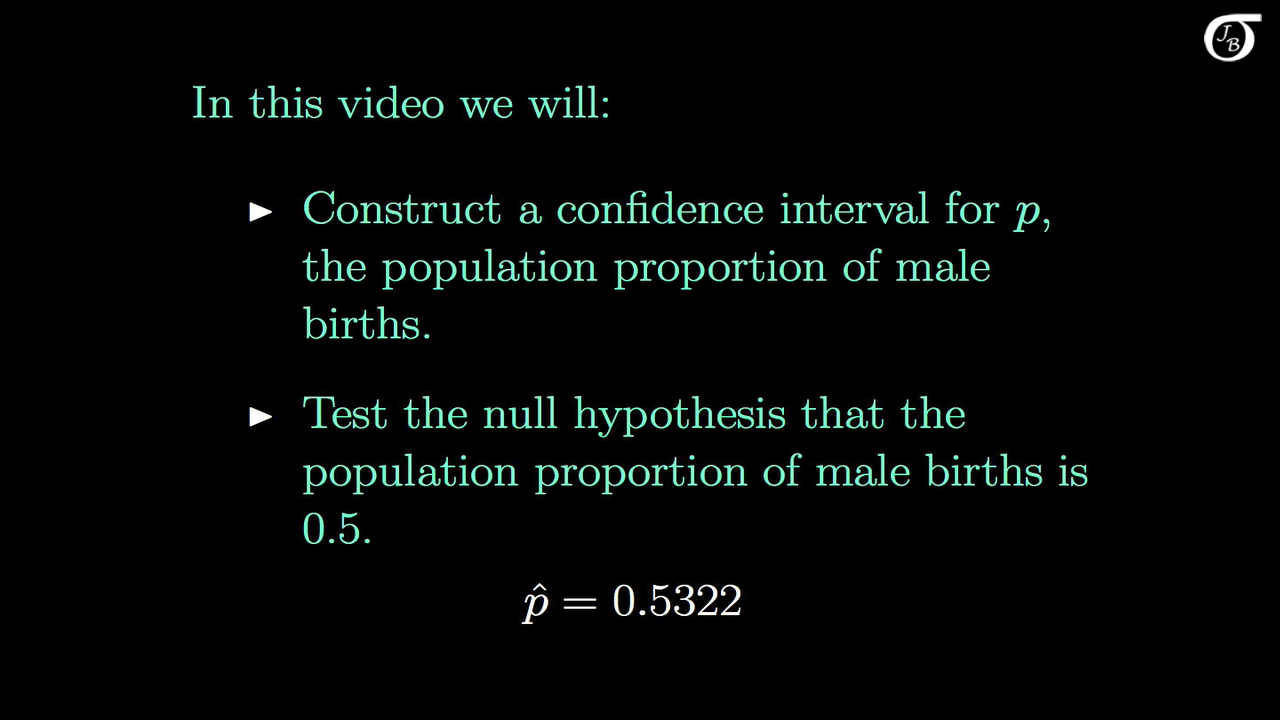 JB
In this video we will:
► Construct a confidence interval for p,
the population proportion of male
births.
► Test the null hypothesis that the
population proportion of male births is
0.5.
p̂ = 0.5322